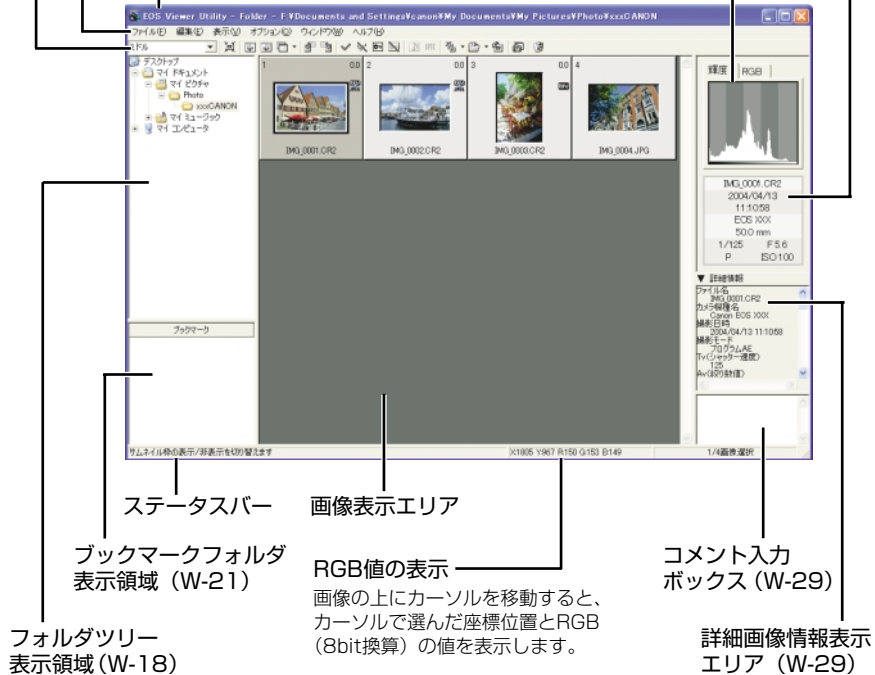 EOS Viewer Utility - Folder - F:¥Documents and Settings¥canon¥My Documents¥My Pictures¥Photo¥xxxCANON
ファイル(F) 編集(E) 表示(V) オプション(O) ウィンドウ(W) ヘルプ(H)
ミドル
デスクトップ
マイ ドキュメント
マイ ピクチャ
Photo
xxxCANON
マイ ミュージック
マイ コンピュータ
1 0.0 2 0.0 3 0.0 4
IMG_0001.CR2 IMG_0002.CR2 IMG_0003.CR2 IMG_0004.JPG
輝度 RGB
IMG_0001.CR2
2004/04/13
11:10:58
EOS XXX
50.0 mm
1/125 F5.6
P ISO100
▼ 詳細情報
ファイル名
IMG_0001.CR2
カメラ機種名
Canon EOS XXX
撮影日時
2004/04/13 11:10:58
撮影モード
プログラムAE
Tv(シャッター速度)
125
Av(絞り数値)
ブックマーク
サムネイル枠の表示/非表示を切り替えます X1805 Y967 R150 G153 B149 1/4画像選択
ステータスバー
画像表示エリア
ブックマークフォルダ
表示領域（W-21）
RGB値の表示
画像の上にカーソルを移動すると、
カーソルで選んだ座標位置とRGB
（8bit換算）の値を表示します。
コメント入力
ボックス（W-29）
フォルダツリー
表示領域（W-18）
詳細画像情報表示
エリア（W-29）